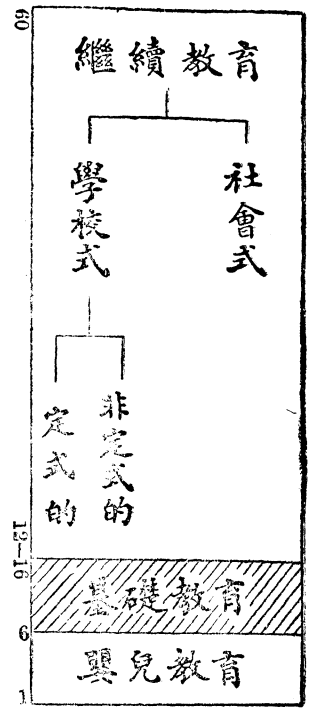 60
繼續教育
學校式
社會式
定式的
非定式的
12—16
基礎教育
6
嬰兒教育
1